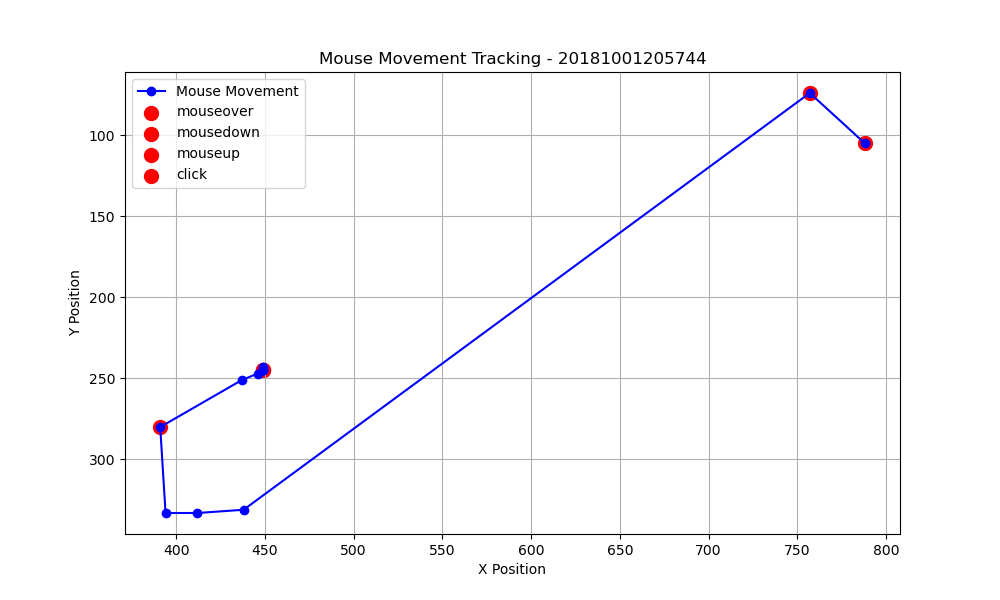 Mouse Movement Tracking - 20181001205744
Mouse Movement
mouseover
mousedown
mouseup
click
100
150
200
250
300
Y Position
400
450
500
550
600
650
700
750
800
X Position